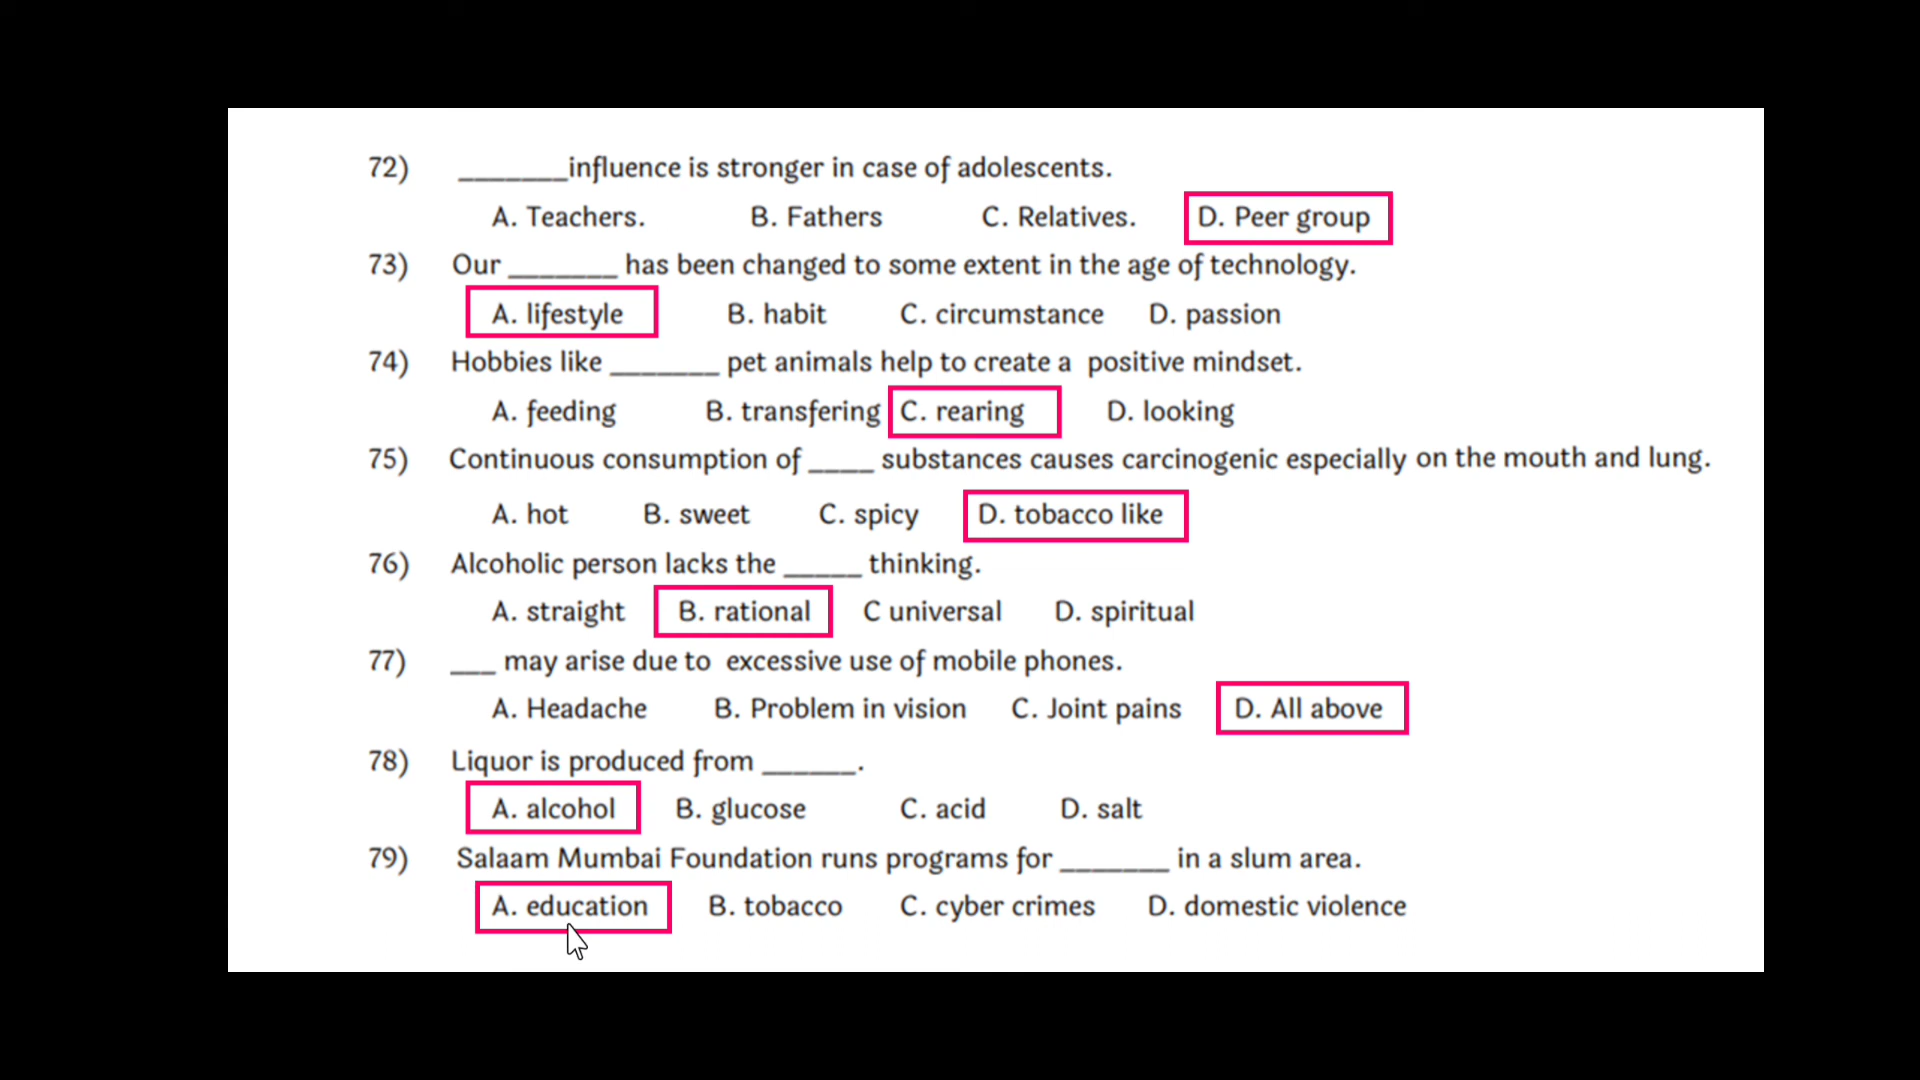 72) _______influence is stronger in case of adolescents.
A. Teachers. B. Fathers C. Relatives. D. Peer group
73) Our _______ has been changed to some extent in the age of technology.
A. lifestyle B. habit C. circumstance D. passion
74) Hobbies like _______ pet animals help to create a positive mindset.
A. feeding B. transfering C. rearing D. looking
75) Continuous consumption of ____ substances causes carcinogenic especially on the mouth and lung.
A. hot B. sweet C. spicy D. tobacco like
76) Alcoholic person lacks the _____ thinking.
A. straight B. rational C universal D. spiritual
77) ___ may arise due to excessive use of mobile phones.
A. Headache B. Problem in vision C. Joint pains D. All above
78) Liquor is produced from ______.
A. alcohol B. glucose C. acid D. salt
79) Salaam Mumbai Foundation runs programs for _______ in a slum area.
A. education B. tobacco C. cyber crimes D. domestic violence